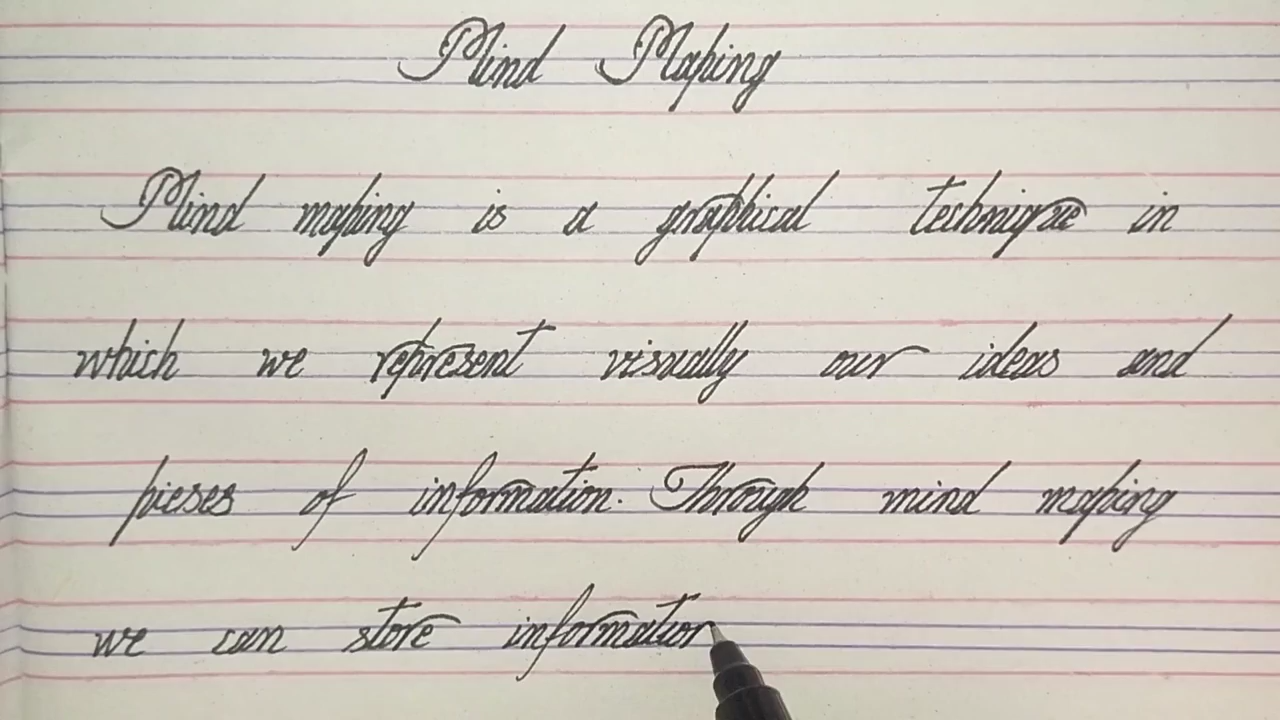 Mind Maping
Mind maping is a graphical technique in
which we represent visually our ideas and
pieses of information. Through mind maping
we can store information